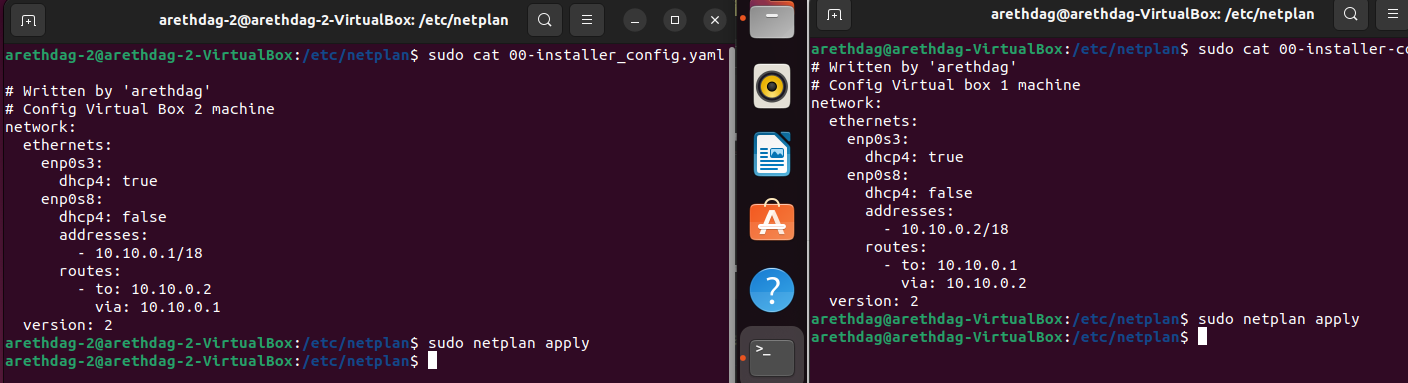 arethdag-2@arethdag-2-VirtualBox: /etc/netplan
arethdag-2@arethdag-2-VirtualBox:/etc/netplan$ sudo cat 00-installer_config.yaml
# Written by 'arethdag'
# Config Virtual Box 2 machine
network:
  ethernets:
    enp0s3:
      dhcp4: true
    enp0s8:
      dhcp4: false
      addresses:
        - 10.10.0.1/18
      routes:
        - to: 10.10.0.2
          via: 10.10.0.1
  version: 2
arethdag-2@arethdag-2-VirtualBox:/etc/netplan$ sudo netplan apply
arethdag-2@arethdag-2-VirtualBox:/etc/netplan$
arethdag@arethdag-VirtualBox: /etc/netplan
arethdag@arethdag-VirtualBox:/etc/netplan$ sudo cat 00-installer-co
# Written by 'arethdag'
# Config Virtual box 1 machine
network:
  ethernets:
    enp0s3:
      dhcp4: true
    enp0s8:
      dhcp4: false
      addresses:
        - 10.10.0.2/18
      routes:
        - to: 10.10.0.1
          via: 10.10.0.2
  version: 2
arethdag@arethdag-VirtualBox:/etc/netplan$ sudo netplan apply
arethdag@arethdag-VirtualBox:/etc/netplan$